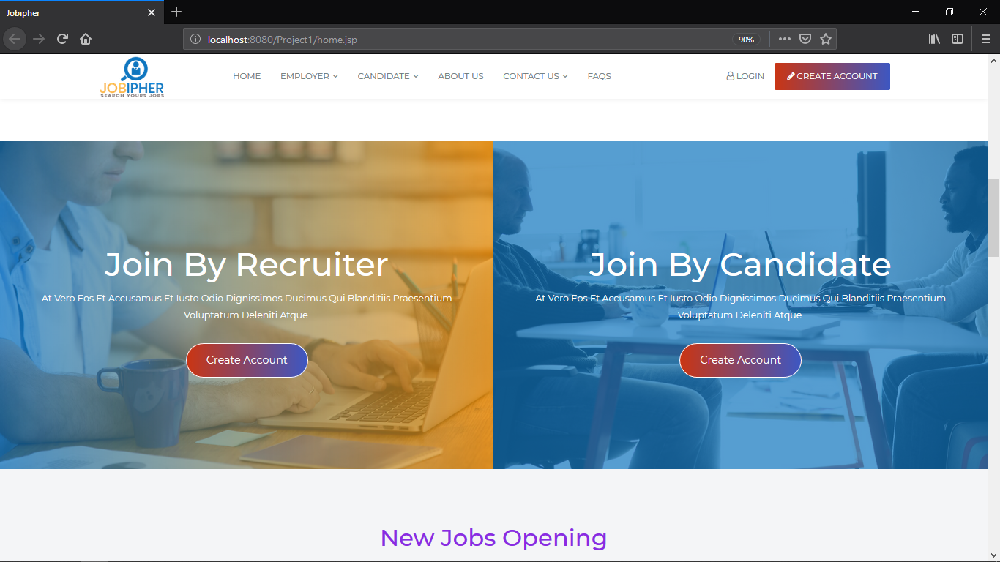 Jobipher
localhost:8080/Project1/home.jsp
90%
JOBIPHER
SEARCH YOURS JOBS
HOME
EMPLOYER
CANDIDATE
ABOUT US
CONTACT US
FAQS
LOGIN
CREATE ACCOUNT
Join By Recruiter
At Vero Eos Et Accusamus Et Iusto Odio Dignissimos Ducimus Qui Blanditiis Praesentium
Voluptatum Deleniti Atque.
Create Account
Join By Candidate
At Vero Eos Et Accusamus Et Iusto Odio Dignissimos Ducimus Qui Blanditiis Praesentium
Voluptatum Deleniti Atque.
Create Account
New Jobs Opening